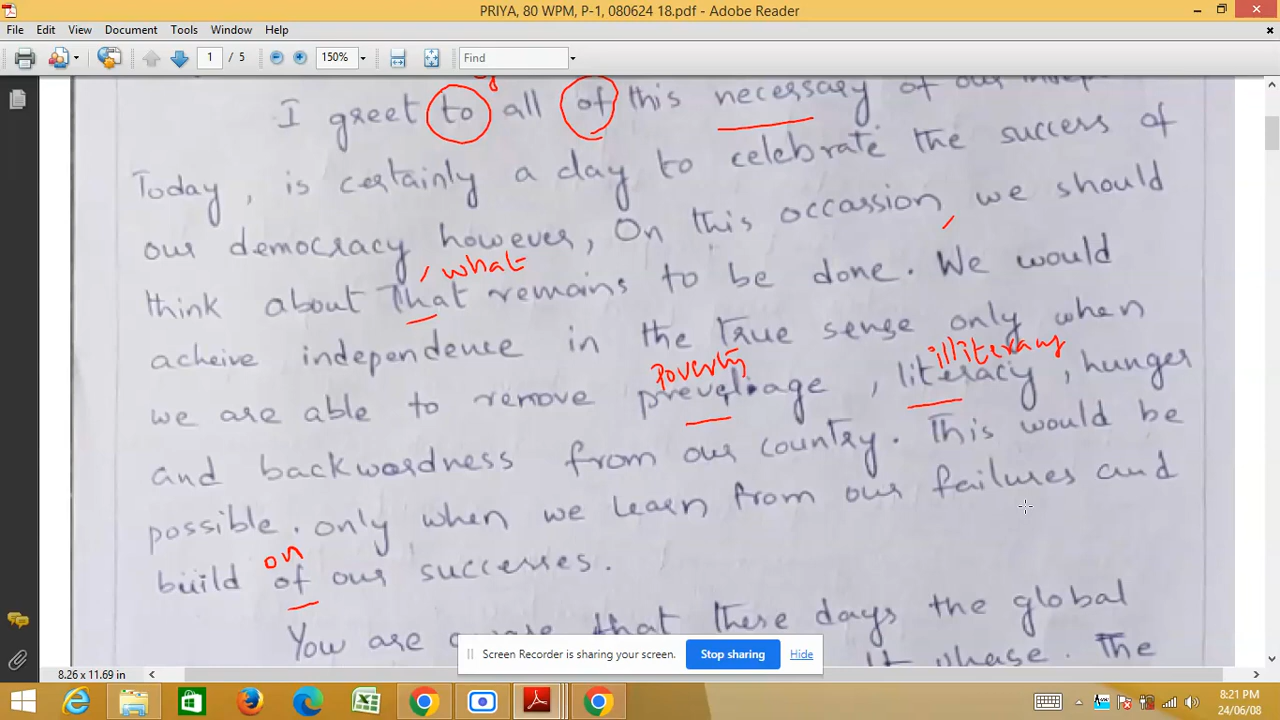 PRIYA, 80 WPM, P-1, 080624 18.pdf - Adobe Reader
File Edit View Document Tools Window Help
1 / 5 150% Find
I greet to all of this necessary of our
Today, is certainly a day to celebrate the success of
our democracy however, On this occassion, we should
, what
think about That remains to be done. We would
acheive independence in the true sense only when
Poverty illiteracy
we are able to remove , literacy, hunger
and backwardness from our country. This would be
possible. only when we learn from our failures and
on
build of our successes.
You are that these days the global
phase. The
Screen Recorder is sharing your screen. Stop sharing Hide
8.26 x 11.69 in
8:21 PM
24/06/08